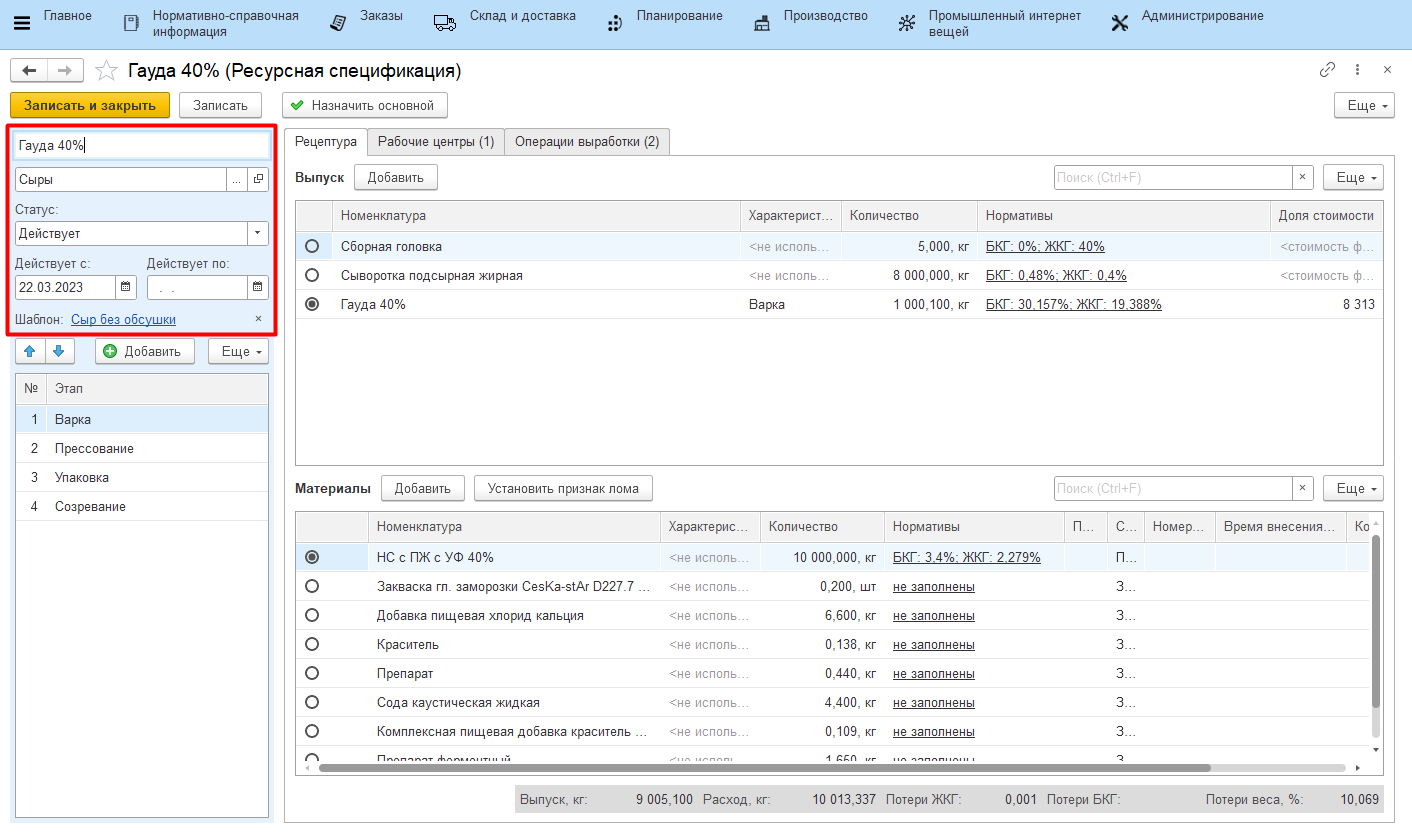 Главное
Нормативно-справочная
информация
Заказы
Склад и доставка
Планирование
Производство
Промышленный интернет
вещей
Администрирование
Гауда 40% (Ресурсная спецификация)
Записать и закрыть Записать Назначить основной Еще
Гауда 40%
Сыры ...
Статус:
Действует
Действует с: Действует по:
22.03.2023 . .
Шаблон: Сыр без обсушки ×
Добавить Еще
№ Этап
1 Варка
2 Прессование
3 Упаковка
4 Созревание
Рецептура Рабочие центры (1) Операции выработки (2)
Выпуск Добавить Поиск (Ctrl+F) × Еще
Номенклатура Характерист... Количество Нормативы Доля стоимости
Сборная головка <не исполь... 5,000, кг БКГ: 0%; ЖКГ: 40% <стоимость ф...
Сыворотка подсырная жирная <не исполь... 8 000,000, кг БКГ: 0,48%; ЖКГ: 0,4% <стоимость ф...
Гауда 40% Варка 1 000,100, кг БКГ: 30,157%; ЖКГ: 19,388% 8 313
Материалы Добавить Установить признак лома Поиск (Ctrl+F) × Еще
Номенклатура Характерис... Количество Нормативы П... С... Номер... Время внесения... Ко
НС с ПЖ с УФ 40% <не исполь... 10 000,000, кг БКГ: 3,4%; ЖКГ: 2,279% П...
Закваска гл. заморозки CesKa-stAr D227.7 ... <не исполь... 0,200, шт не заполнены З...
Добавка пищевая хлорид кальция <не исполь... 6,600, кг не заполнены З...
Краситель <не исполь... 0,138, кг не заполнены З...
Препарат <не исполь... 0,440, кг не заполнены З...
Сода каустическая жидкая <не исполь... 4,400, кг не заполнены З...
Комплексная пищевая добавка краситель ... <не исполь... 0,109, кг не заполнены З...
Препарат ферментный <не исполь... 1,650, кг не заполнены З...
Выпуск, кг: 9 005,100 Расход, кг: 10 013,337 Потери ЖКГ: 0,001 Потери БКГ: Потери веса, %: 10,069